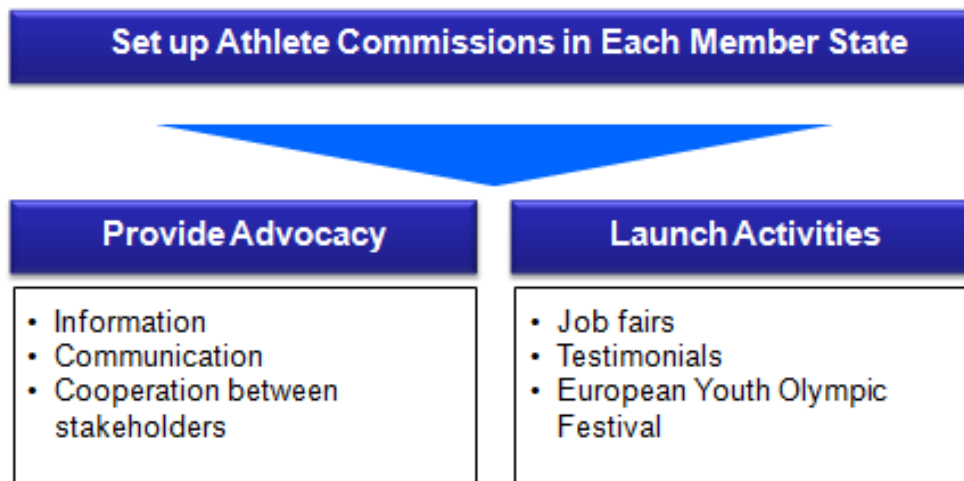 Set up Athlete Commissions in Each Member State
Provide Advocacy
• Information
• Communication
• Cooperation between
stakeholders
Launch Activities
• Job fairs
• Testimonials
• European Youth Olympic
Festival